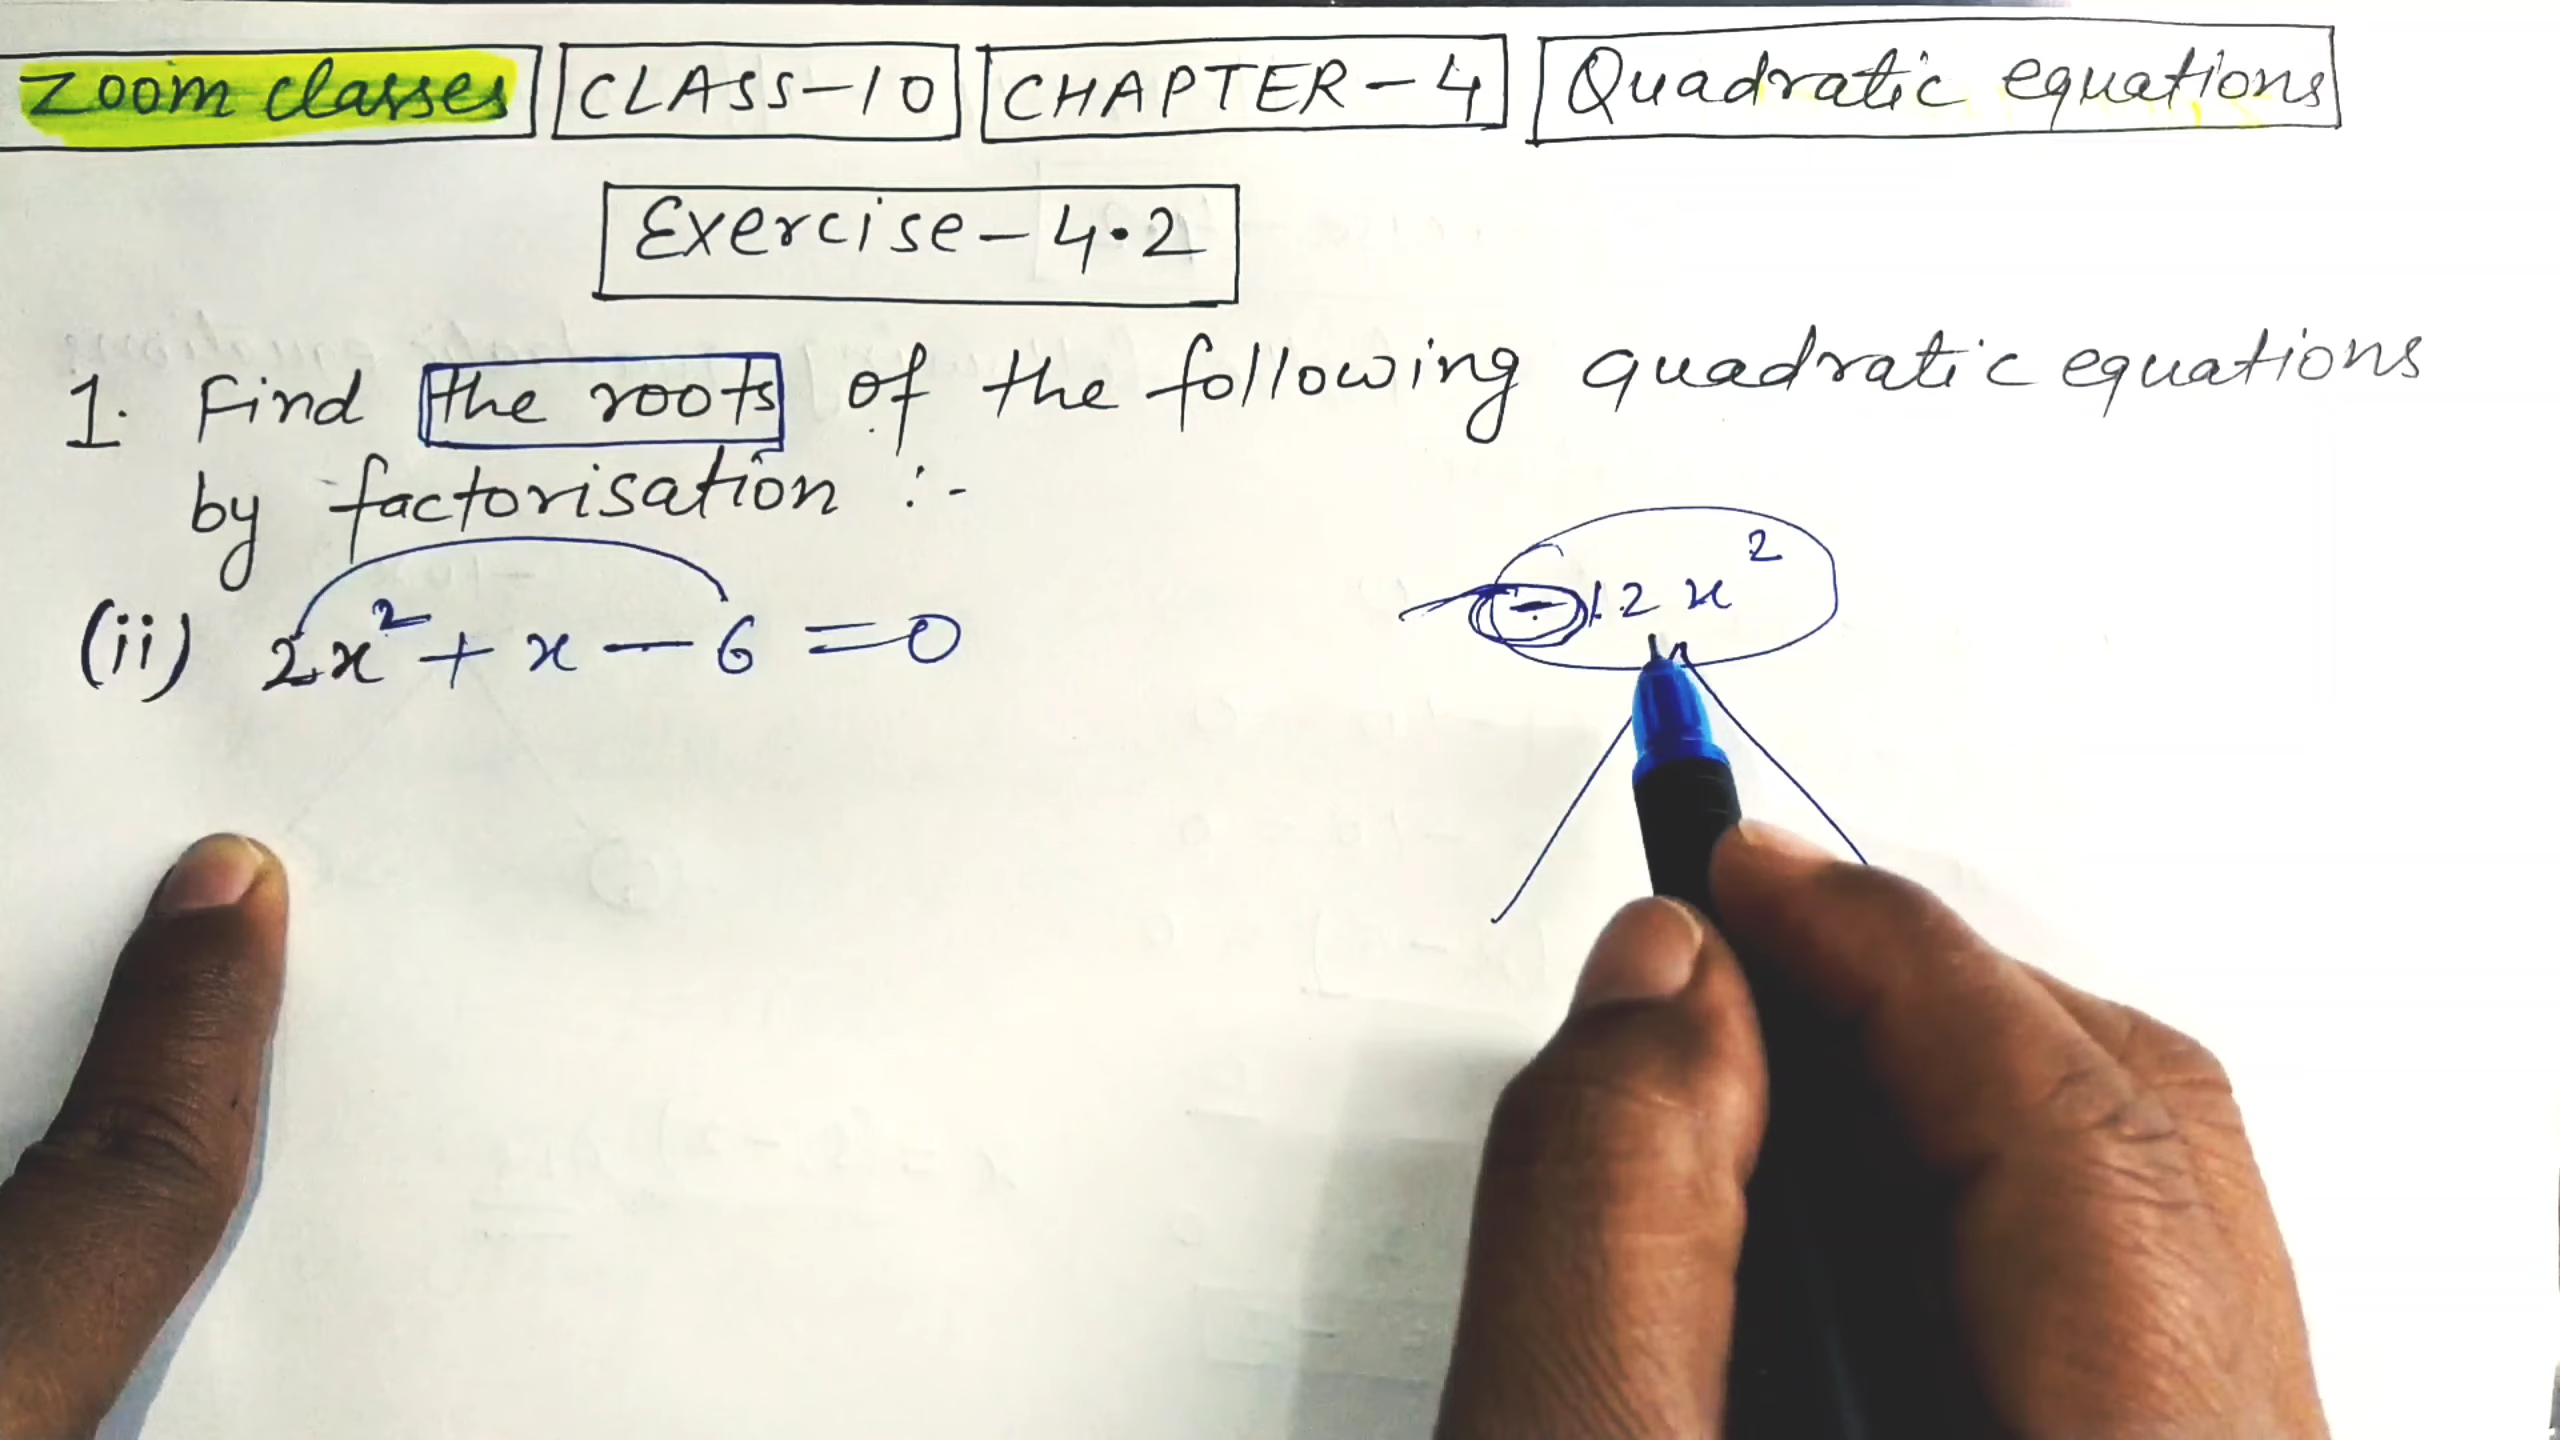 Zoom classes CLASS-10 CHAPTER-4 Quadratic equations
Exercise-4.2
1. Find the roots of the following quadratic equations
by factorisation :-
(ii) 2x² + x - 6 = 0
-12x²